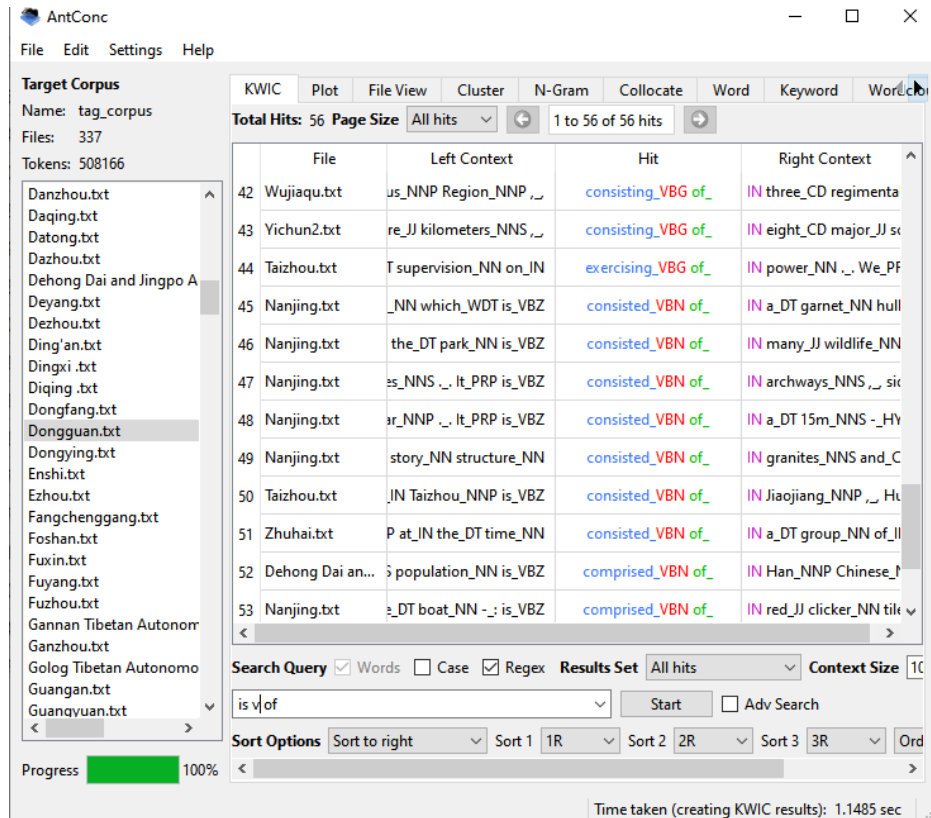 AntConc
File Edit Settings Help
Target Corpus
Name: tag_corpus
Files: 337
Tokens: 508166
Danzhou.txt
Daqing.txt
Datong.txt
Dazhou.txt
Dehong Dai and Jingpo A
Deyang.txt
Dezhou.txt
Ding'an.txt
Dingxi .txt
Diqing .txt
Dongfang.txt
Dongguan.txt
Dongying.txt
Enshi.txt
Ezhou.txt
Fangchenggang.txt
Foshan.txt
Fuxin.txt
Fuyang.txt
Fuzhou.txt
Gannan Tibetan Autonom
Ganzhou.txt
Golog Tibetan Autonomo
Guangan.txt
Guangyuan.txt
Progress 100%
KWIC Plot File View Cluster N-Gram Collocate Word Keyword Wordclou
Total Hits: 56 Page Size All hits 1 to 56 of 56 hits
File Left Context Hit Right Context
42 Wujiaqu.txt us_NNP Region_NNP ,_, consisting_VBG of_ IN three_CD regimenta
43 Yichun2.txt re_JJ kilometers_NNS ,_, consisting_VBG of_ IN eight_CD major_JJ sc
44 Taizhou.txt T supervision_NN on_IN exercising_VBG of_ IN power_NN ._. We_PF
45 Nanjing.txt _NN which_WDT is_VBZ consisted_VBN of_ IN a_DT garnet_NN hull
46 Nanjing.txt the_DT park_NN is_VBZ consisted_VBN of_ IN many_JJ wildlife_NN
47 Nanjing.txt es_NNS ._. It_PRP is_VBZ consisted_VBN of_ IN archways_NNS ,_, sid
48 Nanjing.txt ar_NNP ._. It_PRP is_VBZ consisted_VBN of_ IN a_DT 15m_NNS -_HY
49 Nanjing.txt story_NN structure_NN consisted_VBN of_ IN granites_NNS and_C
50 Taizhou.txt _IN Taizhou_NNP is_VBZ consisted_VBN of_ IN Jiaojiang_NNP ,_, Hu
51 Zhuhai.txt P at_IN the_DT time_NN consisted_VBN of_ IN a_DT group_NN of_I
52 Dehong Dai an... S population_NN is_VBZ comprised_VBN of_ IN Han_NNP Chinese_N
53 Nanjing.txt e_DT boat_NN -_: is_VBZ comprised_VBN of_ IN red_JJ clicker_NN tile
Search Query Words Case Regex Results Set All hits Context Size 10
is v of Start Adv Search
Sort Options Sort to right Sort 1 1R Sort 2 2R Sort 3 3R Ord
Time taken (creating KWIC results): 1.1485 sec